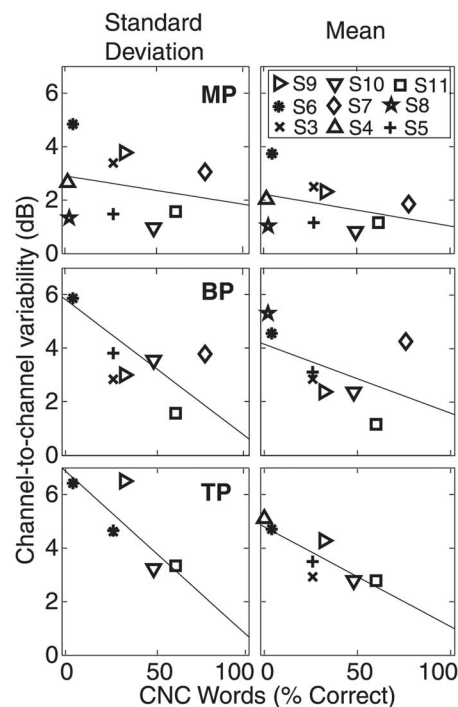 Standard
Deviation
Mean
MP
S9 S10 S11
S6 S7 S8
S3 S4 S5
6
4
2
0
BP
6
4
2
0
TP
6
4
2
0
Channel-to-channel variability (dB)
0 50 100 0 50 100
CNC Words (% Correct)